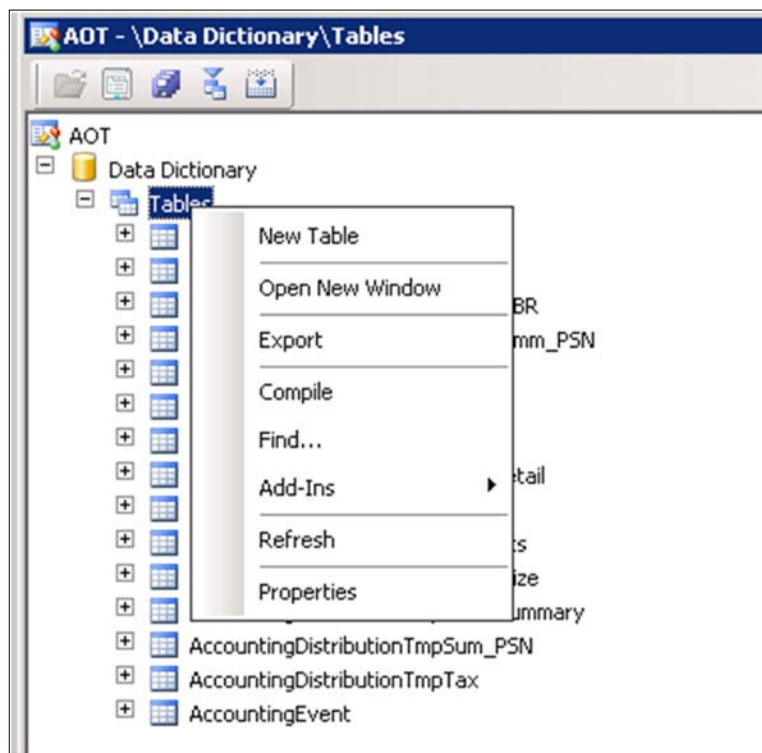 AOT - \Data Dictionary\Tables
AOT
Data Dictionary
Tables
New Table
Open New Window
BR
Export
mm_PSN
Compile
Find...
Add-Ins
tail
Refresh
ts
ize
Properties
ummary
AccountingDistributionTmpSum_PSN
AccountingDistributionTmpTax
AccountingEvent